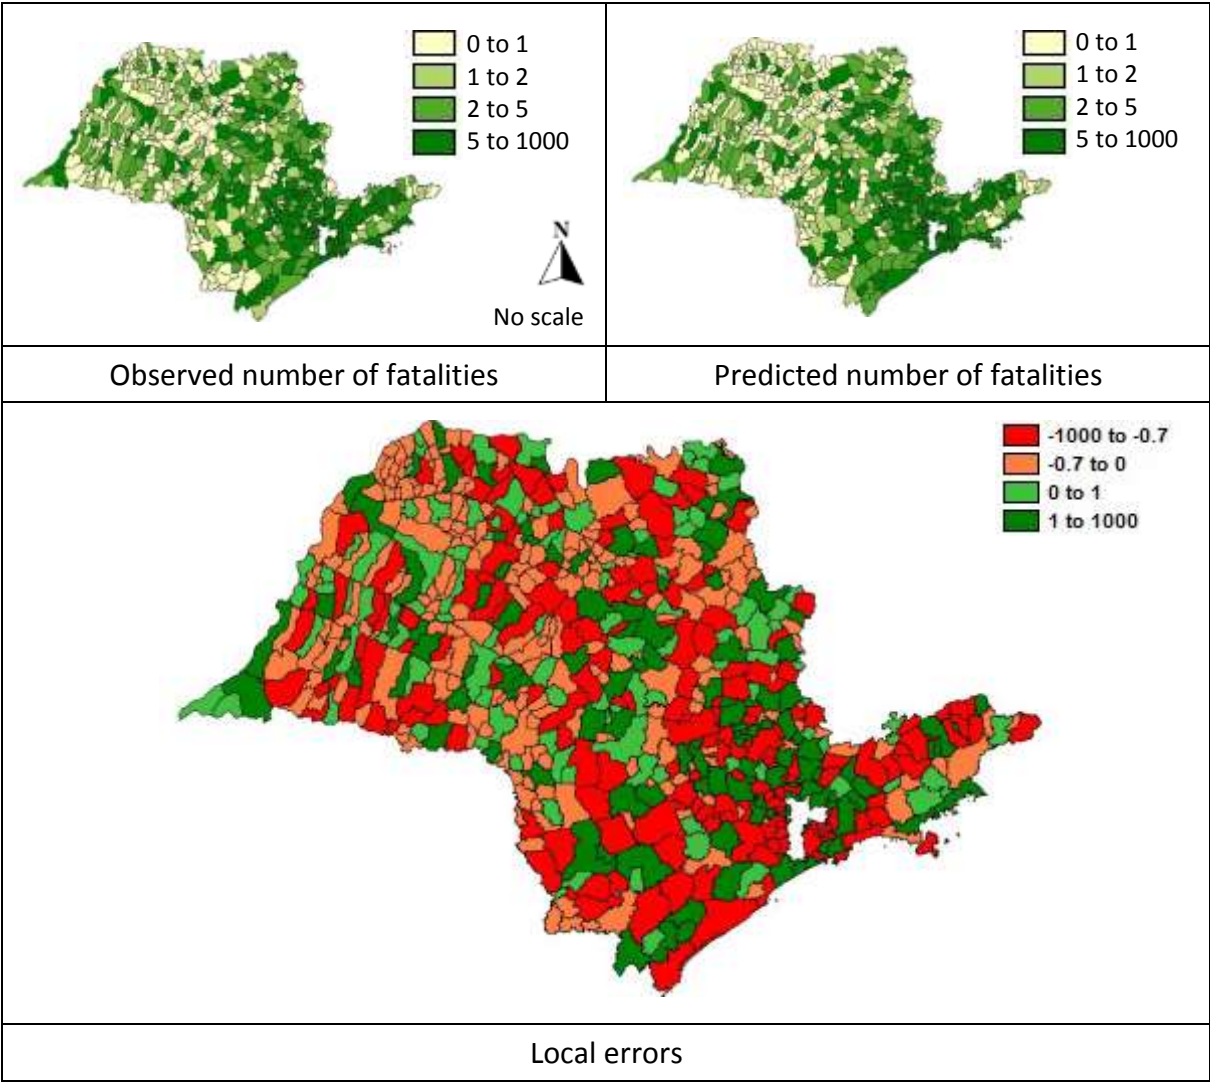 0 to 1
1 to 2
2 to 5
5 to 1000
N
No scale
0 to 1
1 to 2
2 to 5
5 to 1000
Observed number of fatalities
Predicted number of fatalities
-1000 to -0.7
-0.7 to 0
0 to 1
1 to 1000
Local errors